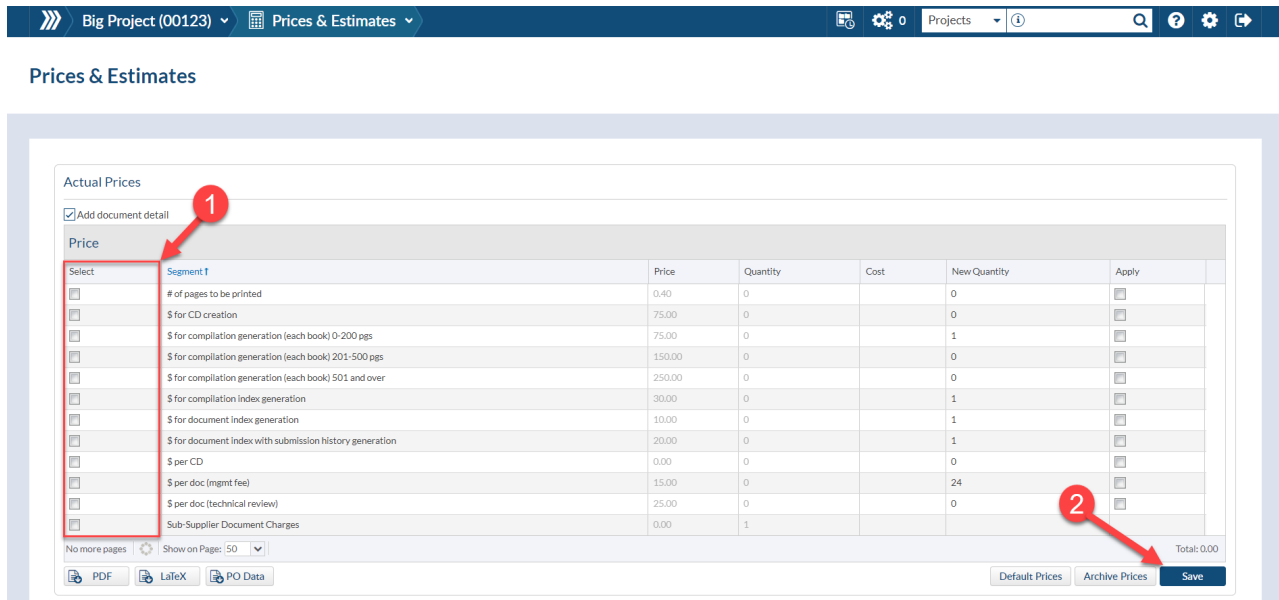 Big Project (00123) Prices & Estimates 0 Projects
Prices & Estimates
Actual Prices
1
Add document detail
Price
Select Segment Price Quantity Cost New Quantity Apply
# of pages to be printed 0.40 0 0
$ for CD creation 75.00 0 0
$ for compilation generation (each book) 0-200 pgs 75.00 0 1
$ for compilation generation (each book) 201-500 pgs 150.00 0 0
$ for compilation generation (each book) 501 and over 250.00 0 0
$ for compilation index generation 30.00 0 1
$ for document index generation 10.00 0 1
$ for document index with submission history generation 20.00 0 1
$ per CD 0.00 0 0
$ per doc (mgmt fee) 15.00 0 24
$ per doc (technical review) 25.00 0 0
2
Sub-Supplier Document Charges 0.00 1
No more pages Show on Page: 50 Total: 0.00
PDF LaTeX PO Data Default Prices Archive Prices Save